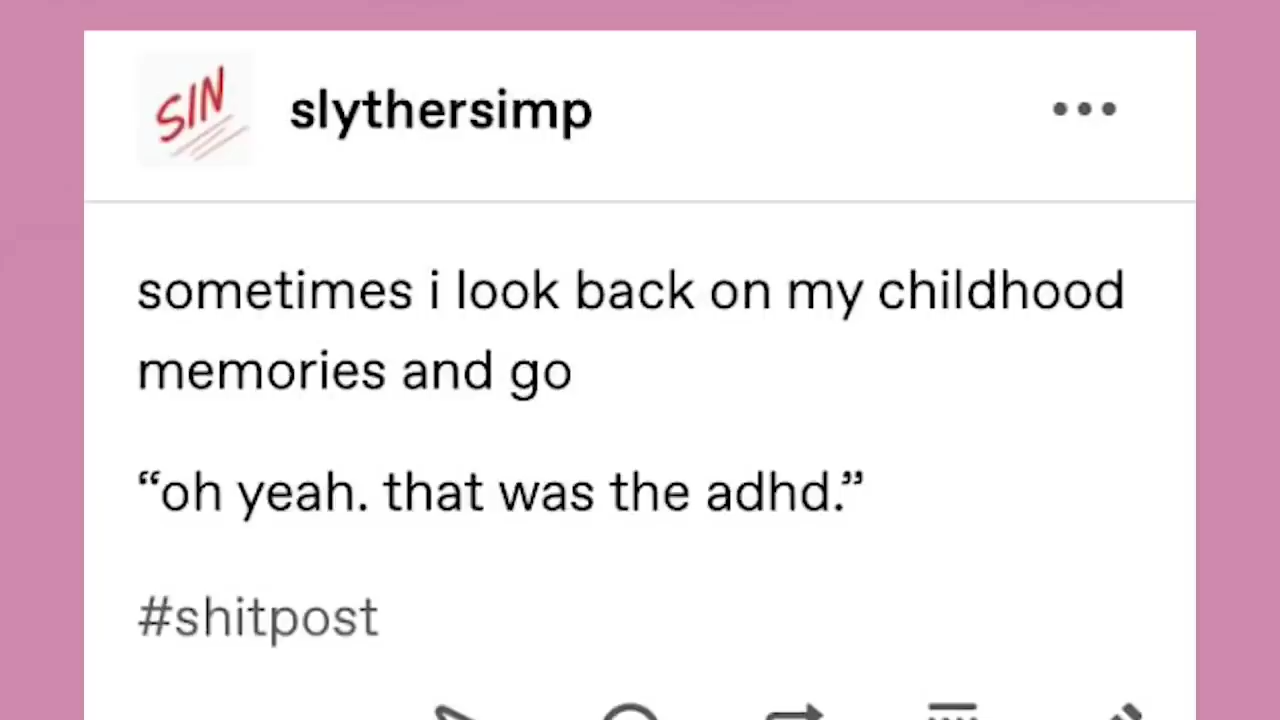 SIN
slythersimp
sometimes i look back on my childhood
memories and go
“oh yeah. that was the adhd.”
#shitpost